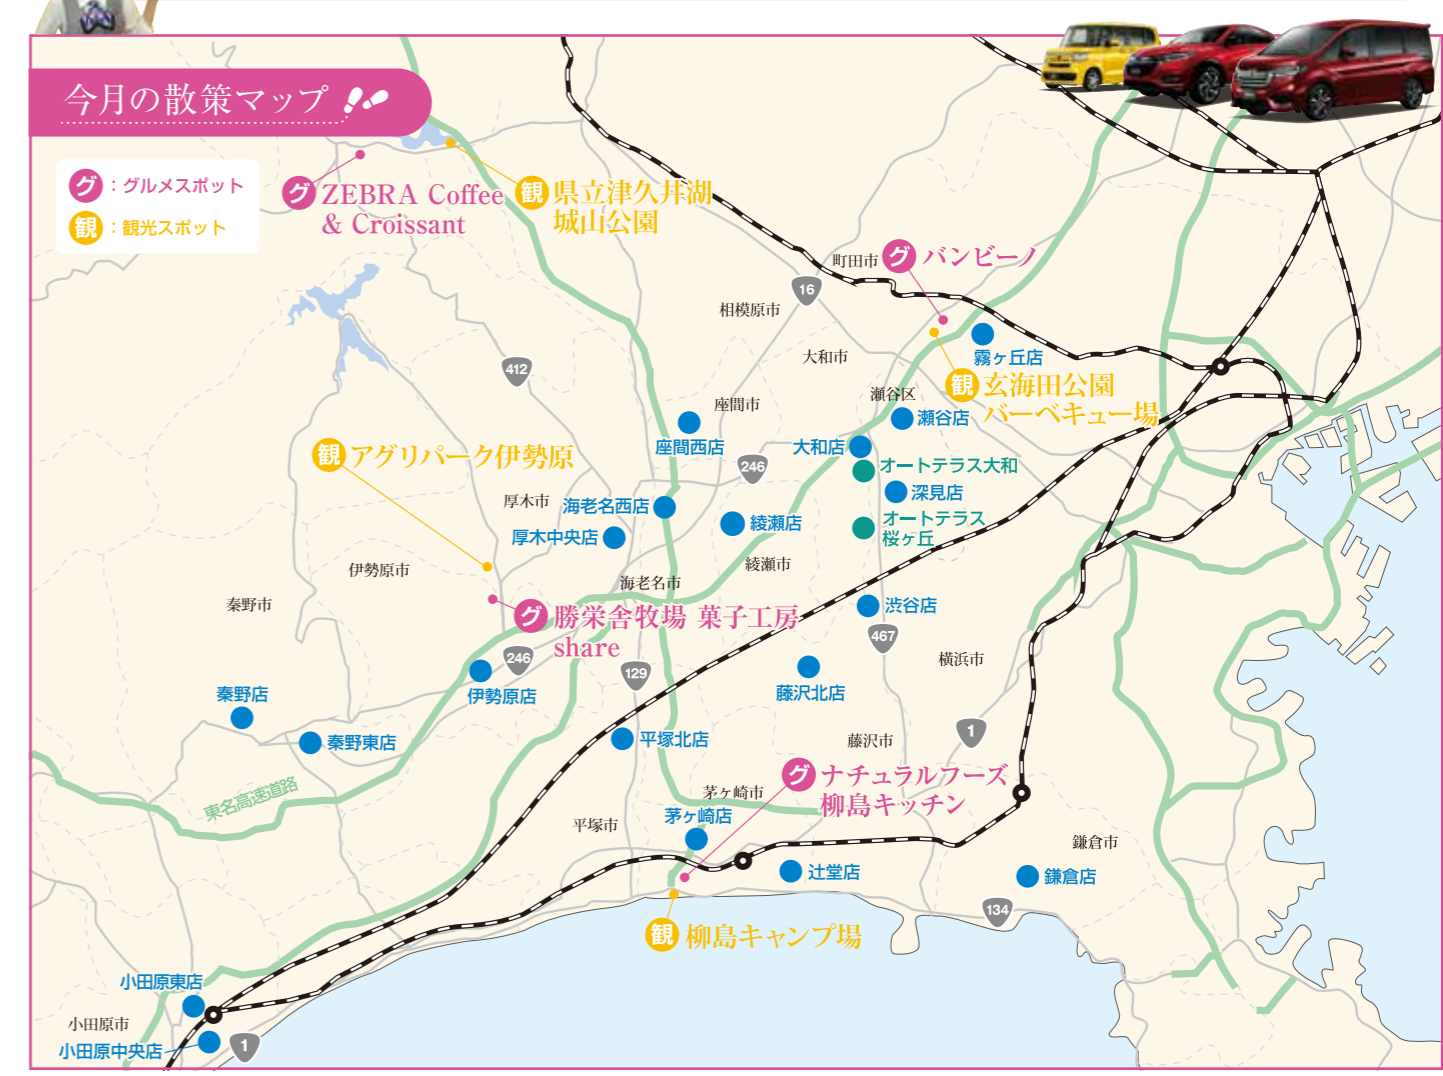 今月の散策マップ
グ：グルメスポット
観：観光スポット
グ ZEBRA Coffee
& Croissant
観 県立津久井湖
城山公園
町田市
グ バンビーノ
16
相模原市
大和市
霧ヶ丘店
412
観 玄海田公園
バーベキュー場
瀬谷区
座間市
瀬谷店
座間西店
大和店
246
オートテラス大和
観 アグリパーク伊勢原
深見店
厚木市
海老名西店
綾瀬店
オートテラス
桜ヶ丘
厚木中央店
綾瀬市
伊勢原市
海老名市
秦野市
渋谷店
グ 勝栄舎牧場 菓子工房
share
467
246
129
横浜市
伊勢原店
藤沢北店
秦野店
秦野東店
平塚北店
藤沢市
1
グ ナチュラルフーズ
柳島キッチン
東名高速道路
茅ヶ崎市
茅ヶ崎店
平塚市
鎌倉市
辻堂店
鎌倉店
134
観 柳島キャンプ場
小田原東店
小田原市
小田原中央店
1